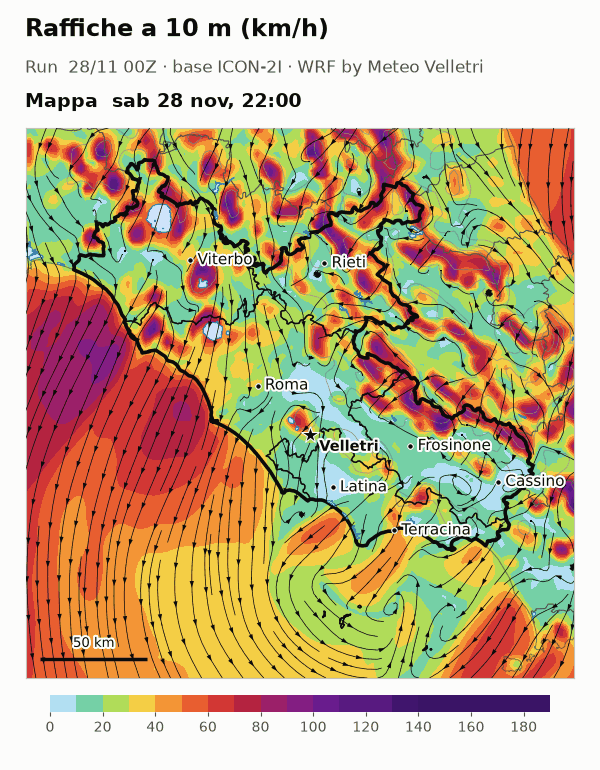 Raffiche a 10 m (km/h)
Run  28/11 00Z · base ICON-2I · WRF by Meteo Velletri
Mappa  sab 28 nov, 22:00
Viterbo
Rieti
Roma
Velletri
Frosinone
Cassino
Latina
Terracina
50 km
0 20 40 60 80 100 120 140 160 180